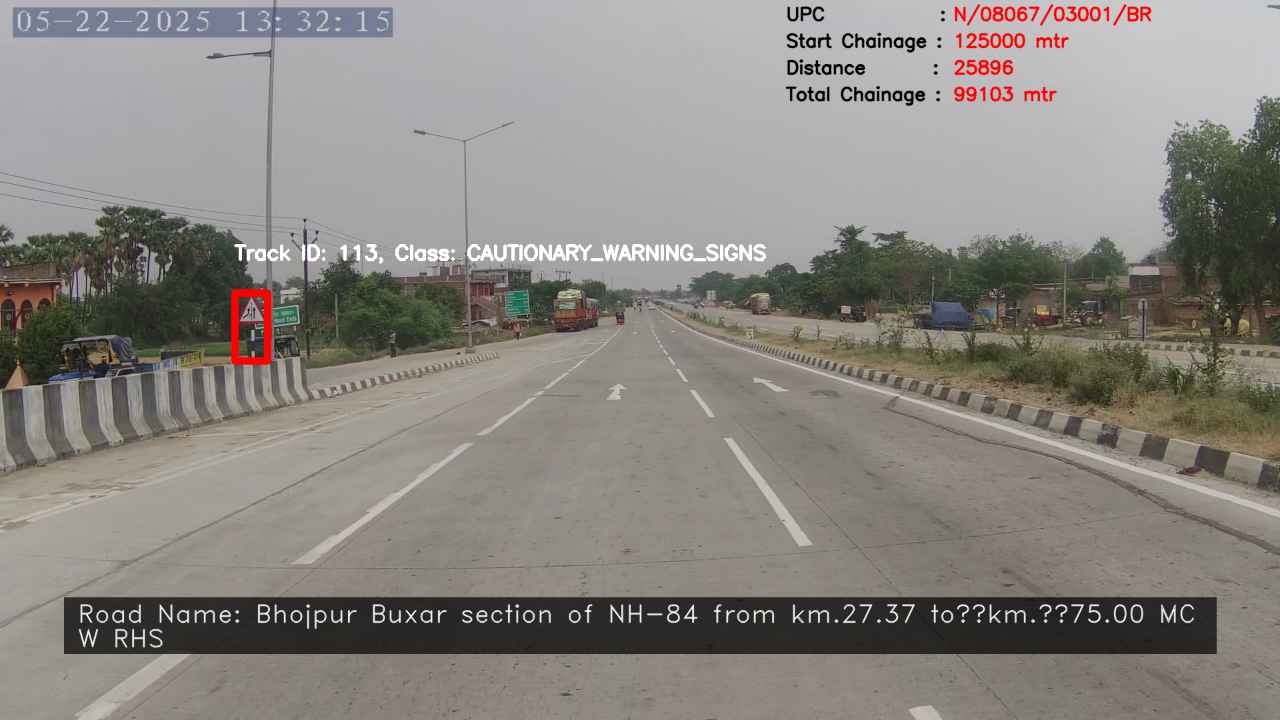 05-22-2025 13:32:15
UPC : N/08067/03001/BR
Start Chainage : 125000 mtr
Distance : 25896
Total Chainage : 99103 mtr
Track ID: 113, Class: CAUTIONARY_WARNING_SIGNS
Road Name: Bhojpur Buxar section of NH-84 from km.27.37 to??km.??75.00 MC
W RHS